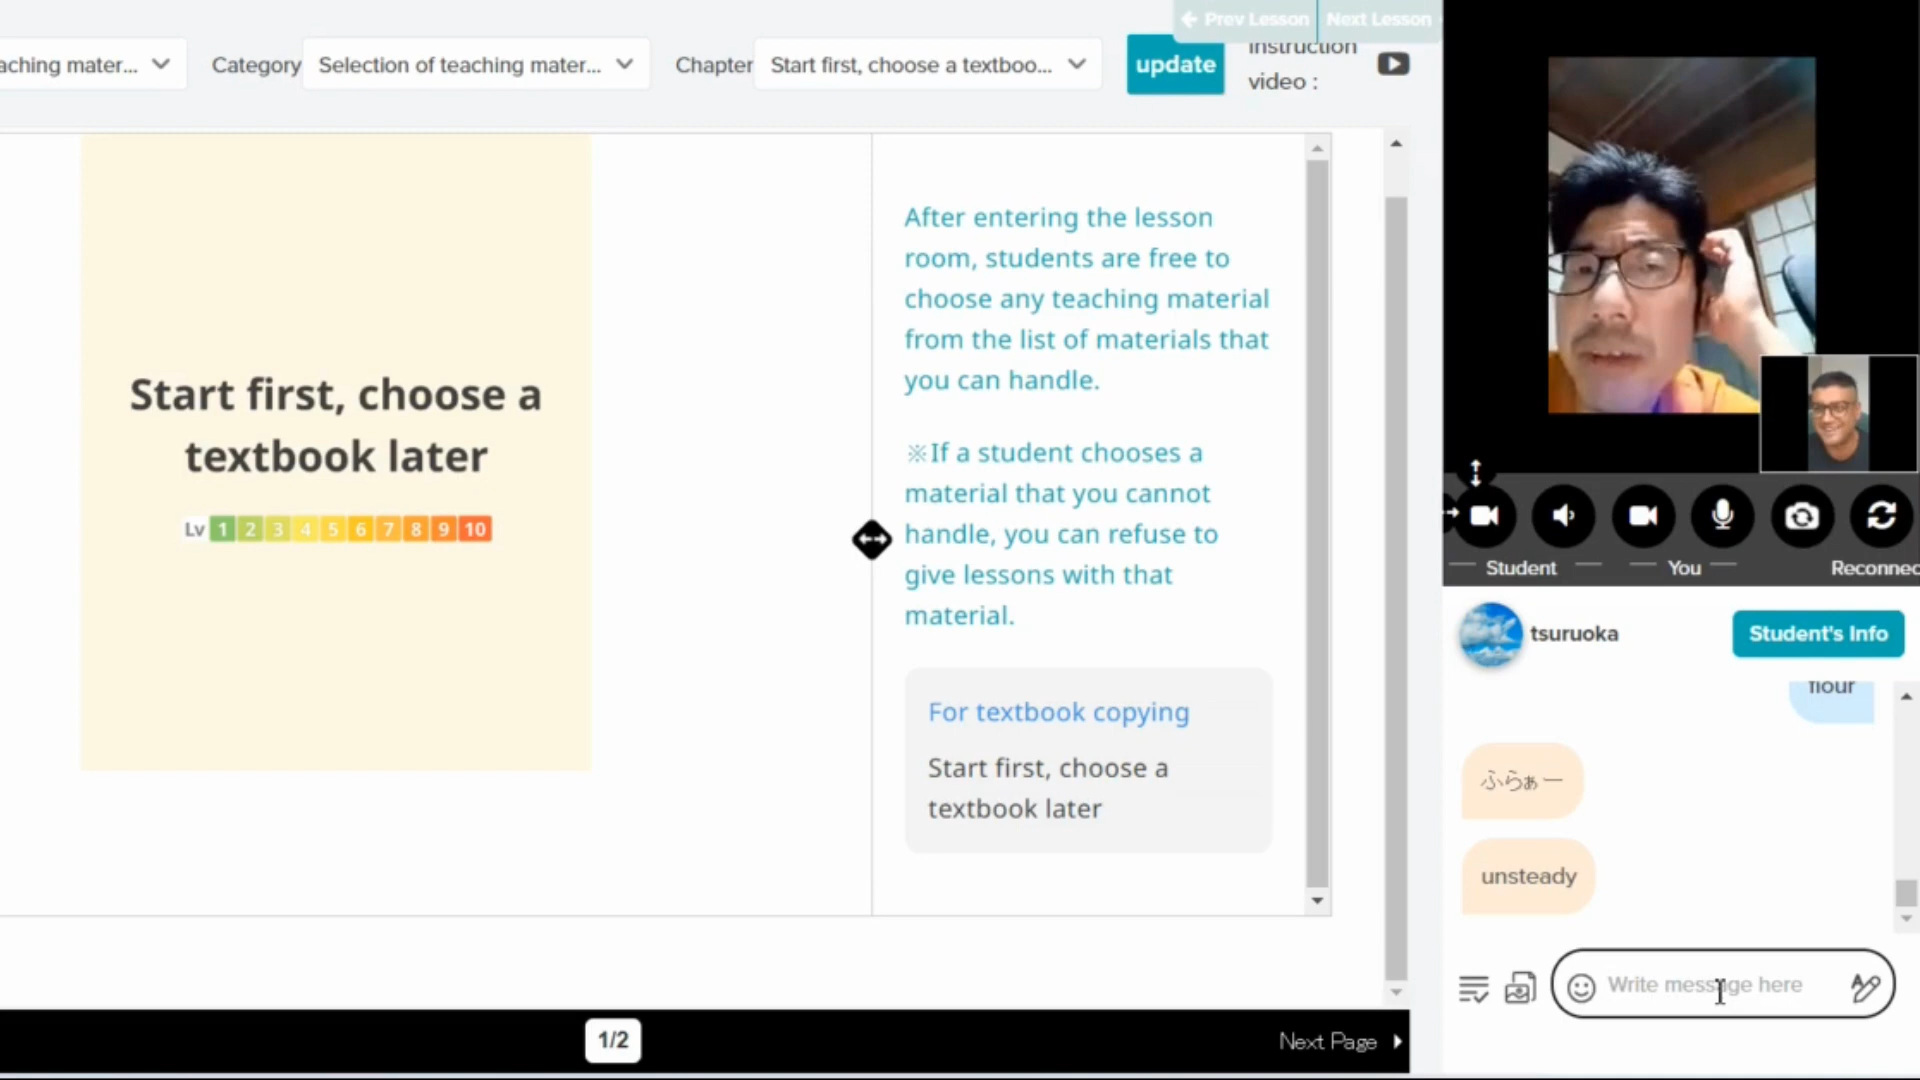 Prev Lesson
Next Lesson
aching mater...
Category
Selection of teaching mater...
Chapter
Start first, choose a textboo...
update
Instruction
video :
Start first, choose a
textbook later
Lv 1 2 3 4 5 6 7 8 9 10
After entering the lesson
room, students are free to
choose any teaching material
from the list of materials that
you can handle.
※If a student chooses a
material that you cannot
handle, you can refuse to
give lessons with that
material.
For textbook copying
Start first, choose a
textbook later
1/2
Next Page
Student
You
Reconnec
tsuruoka
Student's Info
flour
ふらぁー
unsteady
Write message here